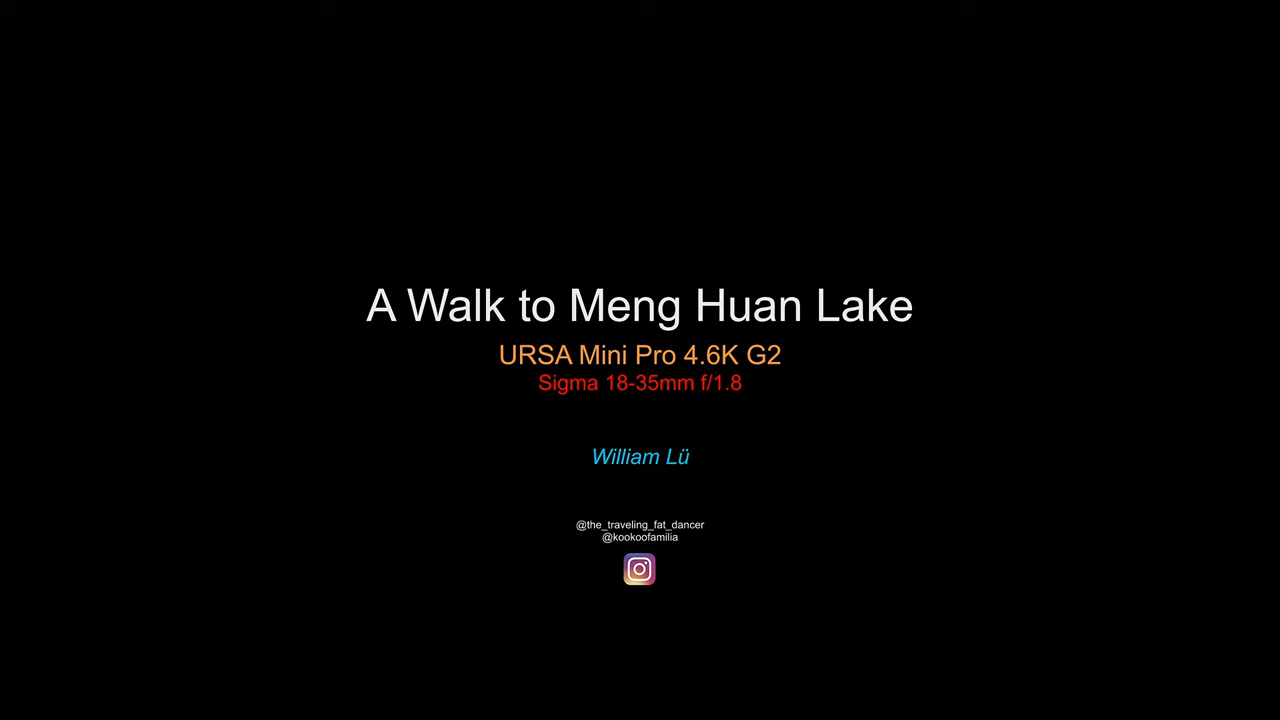 A Walk to Meng Huan Lake
URSA Mini Pro 4.6K G2
Sigma 18-35mm f/1.8
William Lü
@the_traveling_fat_dancer
@kookoofamilia